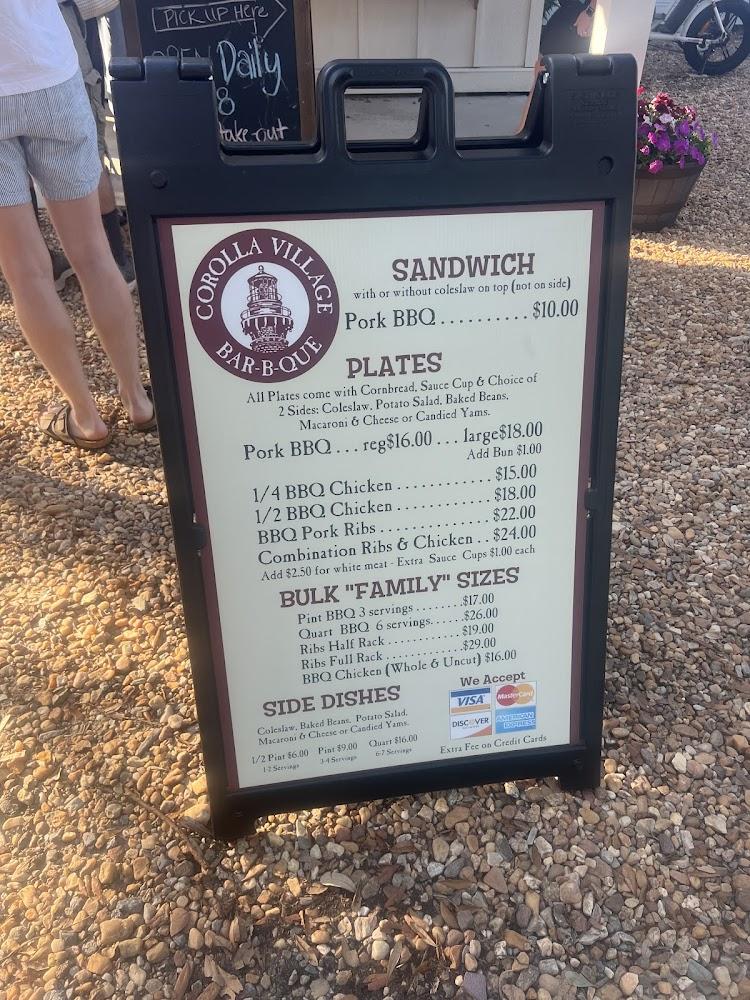 PICK UP Here
OPEN Daily
8
take-out
COROLLA VILLAGE
BAR-B-QUE
SANDWICH
with or without coleslaw on top (not on side)
Pork BBQ . . . . . . . . . . $10.00
PLATES
All Plates come with Cornbread, Sauce Cup & Choice of
2 Sides: Coleslaw, Potato Salad, Baked Beans,
Macaroni & Cheese or Candied Yams.
Pork BBQ . . . reg$16.00 . . . large$18.00
Add Bun $1.00
1/4 BBQ Chicken . . . . . . . . . . . . $15.00
1/2 BBQ Chicken . . . . . . . . . . . . $18.00
BBQ Pork Ribs . . . . . . . . . . . . . $22.00
Combination Ribs & Chicken . . $24.00
Add $2.50 for white meat - Extra Sauce Cups $1.00 each
BULK "FAMILY" SIZES
Pint BBQ 3 servings . . . . . . . .$17.00
Quart BBQ 6 servings. . . . . .$26.00
Ribs Half Rack . . . . . . . . . . . . $19.00
Ribs Full Rack . . . . . . . . . . . . .$29.00
BBQ Chicken (Whole & Uncut) $16.00
SIDE DISHES
Coleslaw, Baked Beans, Potato Salad,
Macaroni & Cheese or Candied Yams.
1/2 Pint $6.00 Pint $9.00 Quart $16.00
1-2 Servings 3-4 Servings 6-7 Servings
We Accept
VISA MasterCard
DISCOVER AMERICAN EXPRESS
Extra Fee on Credit Cards